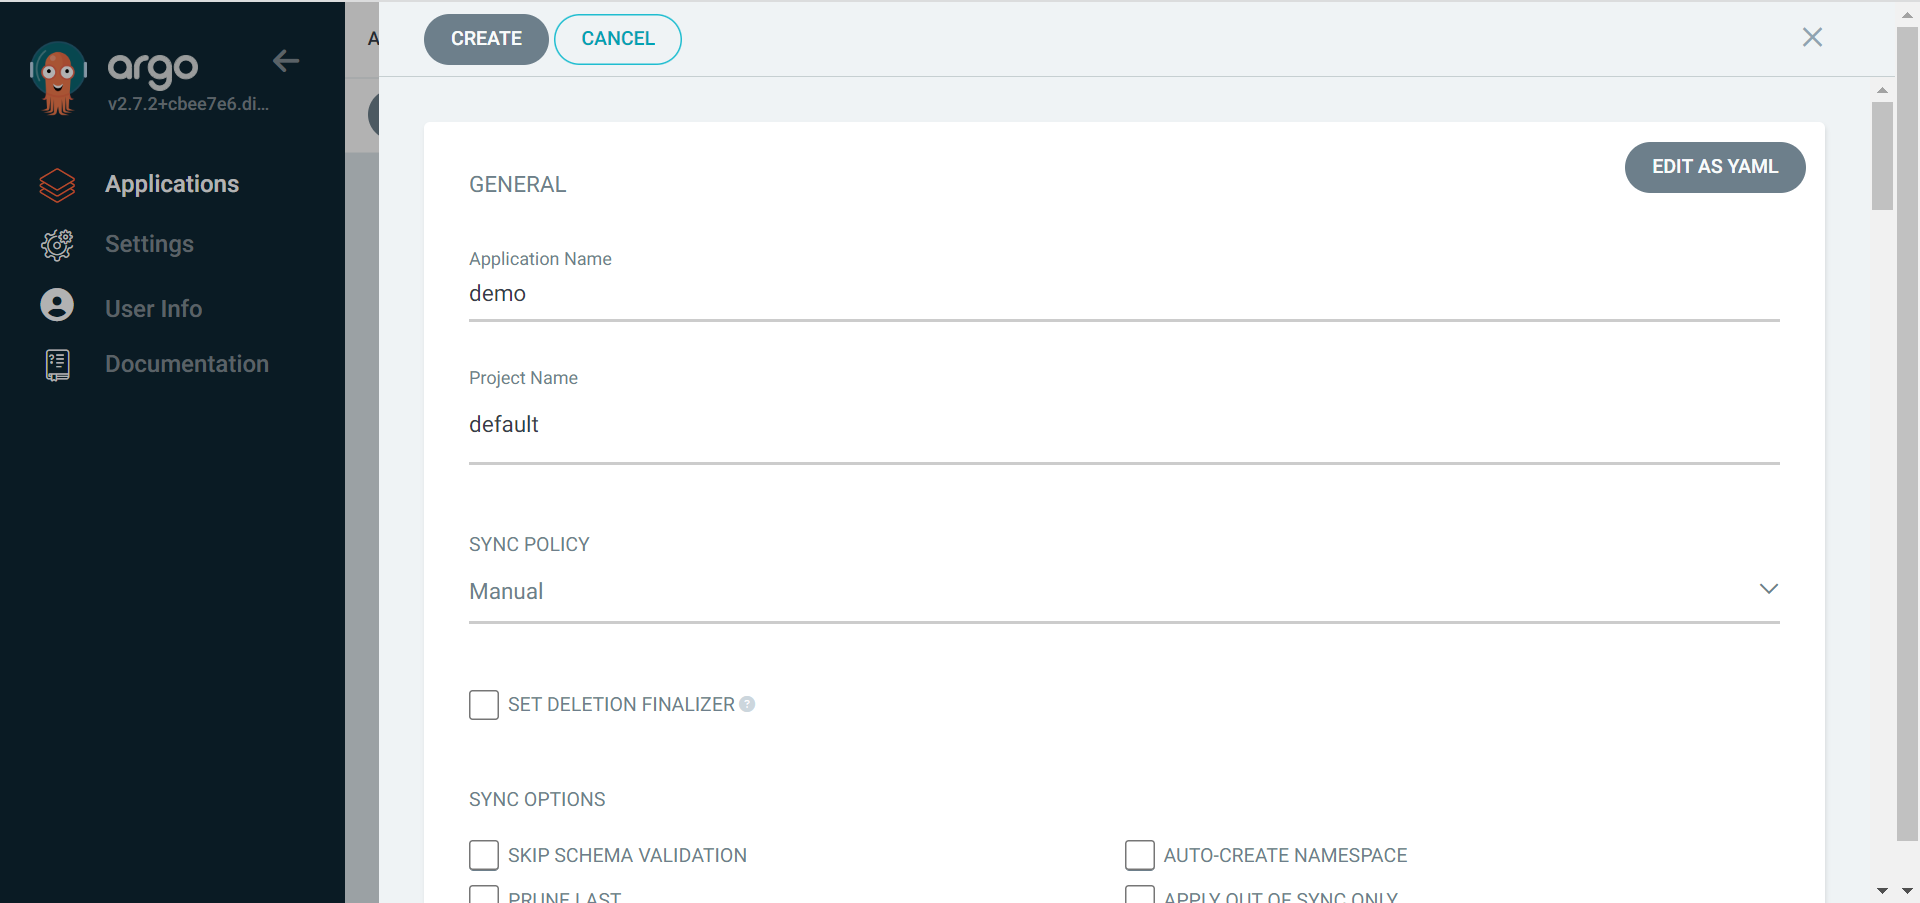 argo
v2.7.2+cbee7e6.di...
Applications
Settings
User Info
Documentation
A
CREATE
CANCEL
GENERAL
EDIT AS YAML
Application Name
demo
Project Name
default
SYNC POLICY
Manual
SET DELETION FINALIZER ?
SYNC OPTIONS
SKIP SCHEMA VALIDATION
AUTO-CREATE NAMESPACE
PRUNE LAST
APPLY OUT OF SYNC ONLY